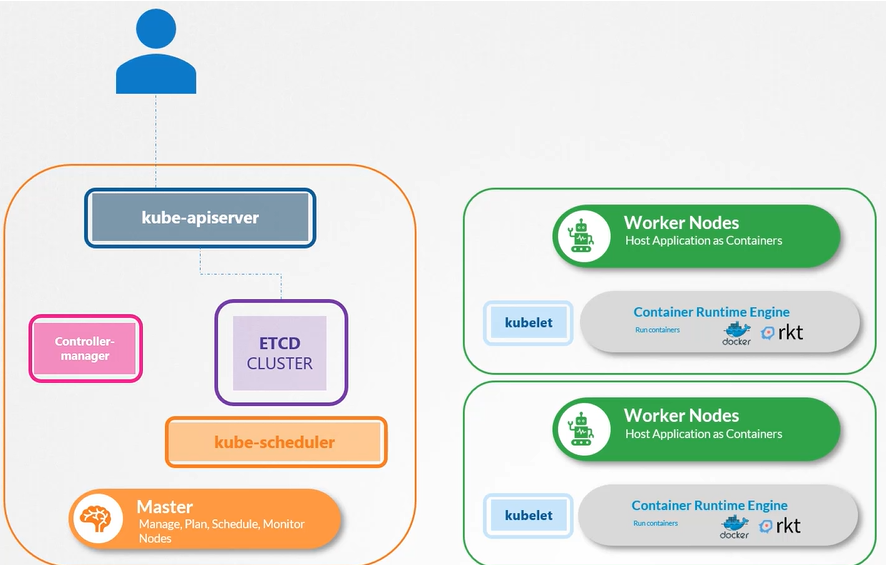 kube-apiserver
Controller-
manager
ETCD
CLUSTER
kube-scheduler
Master
Manage, Plan, Schedule, Monitor
Nodes
Worker Nodes
Host Application as Containers
kubelet
Container Runtime Engine
Run containers
docker
rkt
Worker Nodes
Host Application as Containers
kubelet
Container Runtime Engine
Run containers
docker
rkt